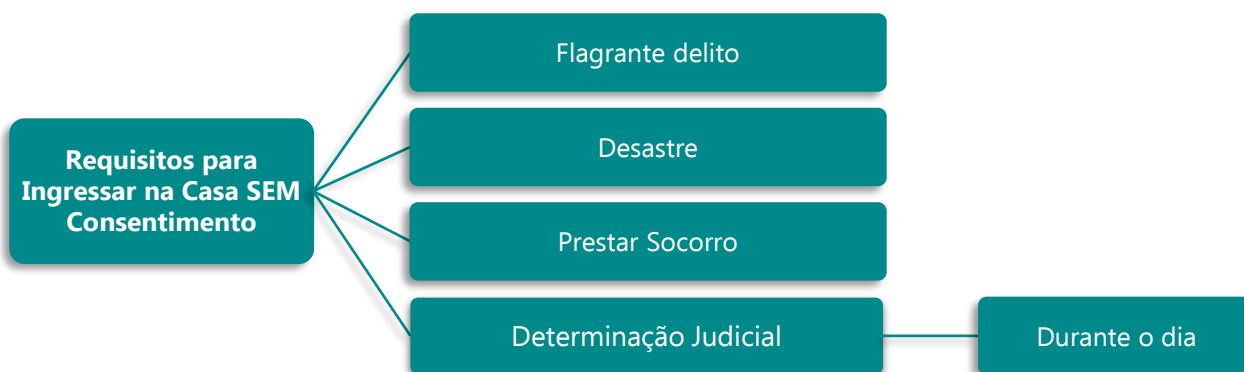 Requisitos para
Ingressar na Casa SEM
Consentimento
Flagrante delito
Desastre
Prestar Socorro
Determinação Judicial
Durante o dia